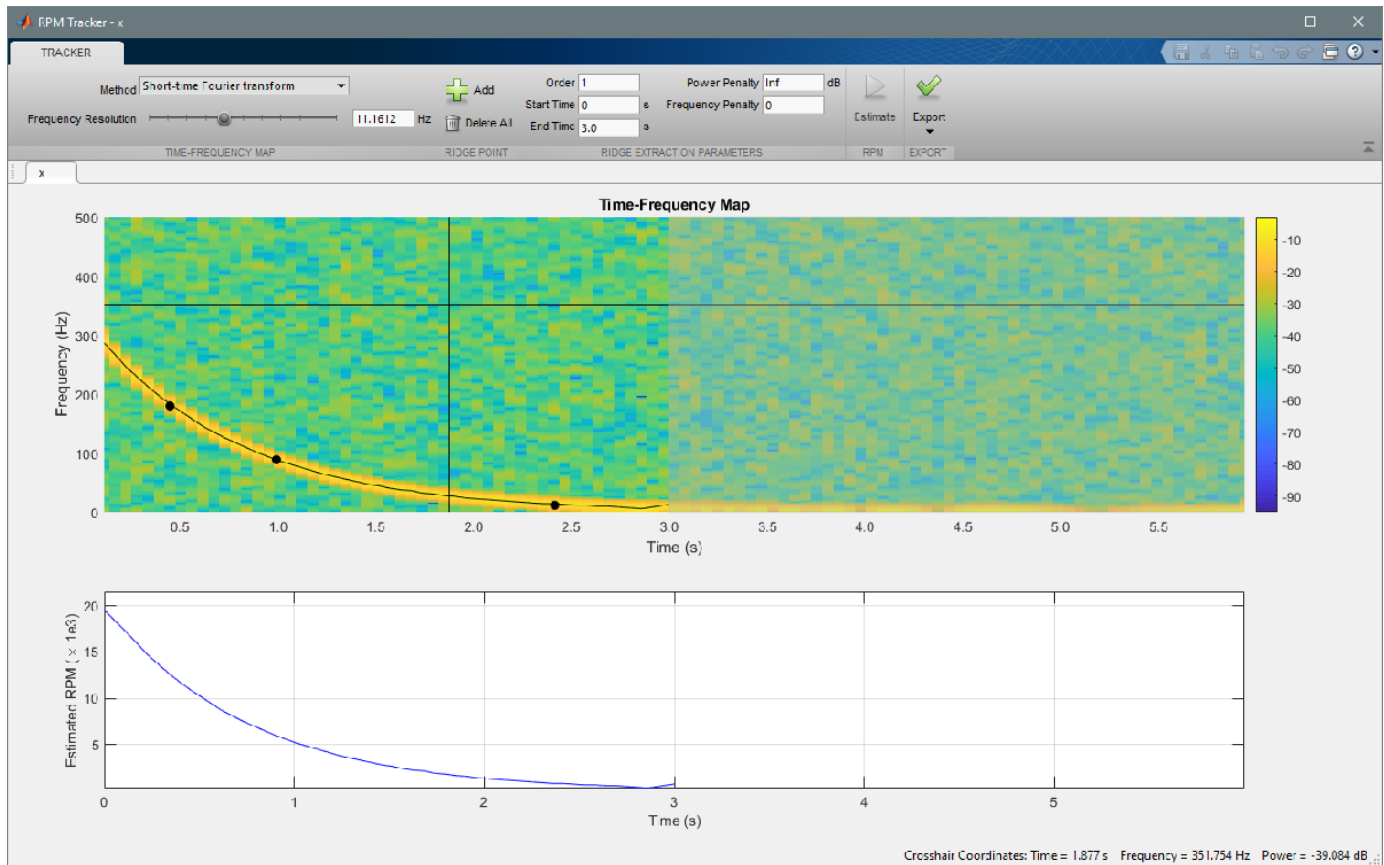 RPM Tracker - x
TRACKER
Method Short-time Fourier transform
Frequency Resolution 11.1612 Hz
TIME-FREQUENCY MAP
Add
Delete All
RIDGE POINT
Order 1 Power Penalty Inf dB
Start Time 0 s Frequency Penalty 0
End Time 3.0 s
RIDGE EXTRACTION PARAMETERS
Estimate
RPM
Export
EXPORT
x
Time-Frequency Map
Frequency (Hz)
500
400
300
200
100
0
0.5 1.0 1.5 2.0 2.5 3.0 3.5 4.0 4.5 5.0 5.5
Time (s)
-10
-20
-30
-40
-50
-60
-70
-80
-90
Estimated RPM (× 1e3)
20
15
10
5
0 1 2 3 4 5
Time (s)
Crosshair Coordinates: Time = 1.877 s Frequency = 351.754 Hz Power = -39.084 dB